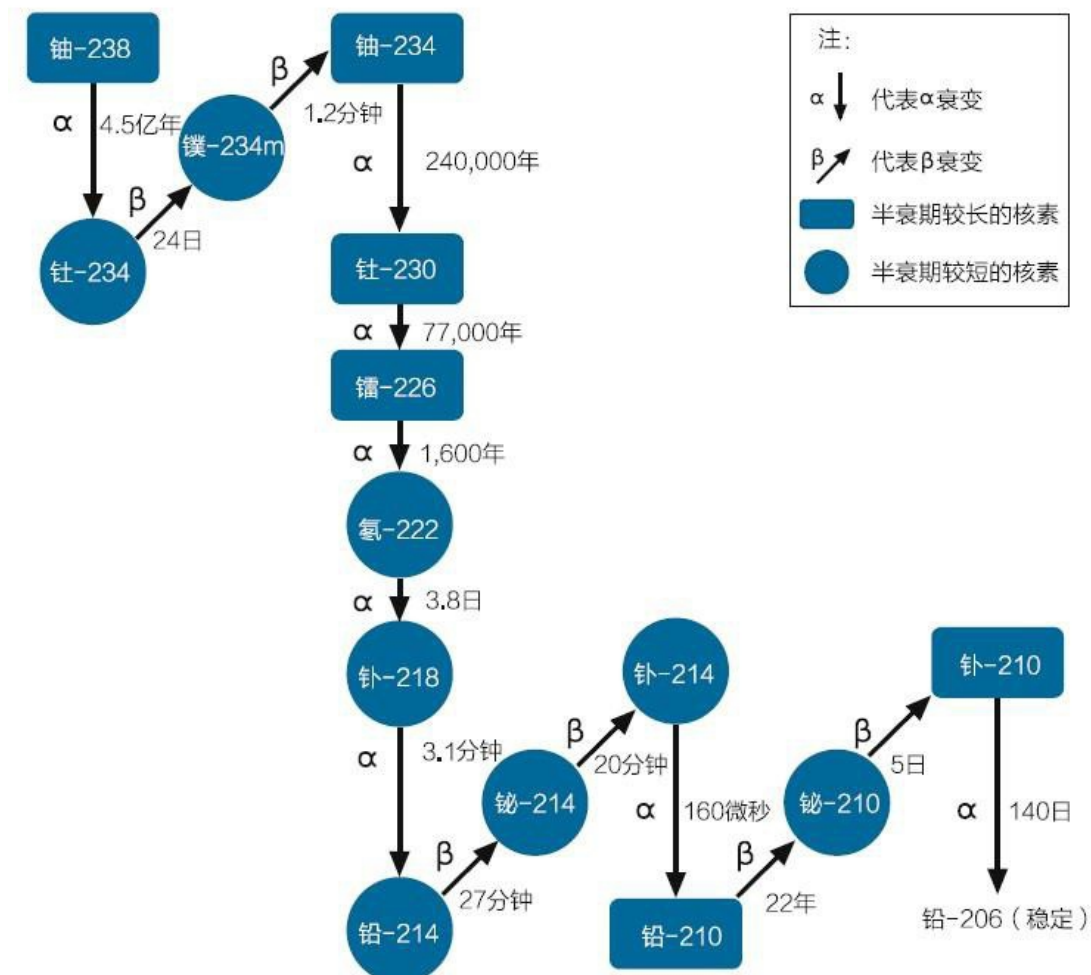 铀-238
α
4.5亿年
钍-234
β
24日
镤-234m
β
1.2分钟
铀-234
α
240,000年
钍-230
α
77,000年
镭-226
α
1,600年
氡-222
α
3.8日
钋-218
α
3.1分钟
铅-214
β
27分钟
铋-214
β
20分钟
钋-214
α
160微秒
铅-210
β
22年
铋-210
β
5日
钋-210
α
140日
铅-206（稳定）
注：
α 代表α衰变
β 代表β衰变
半衰期较长的核素
半衰期较短的核素